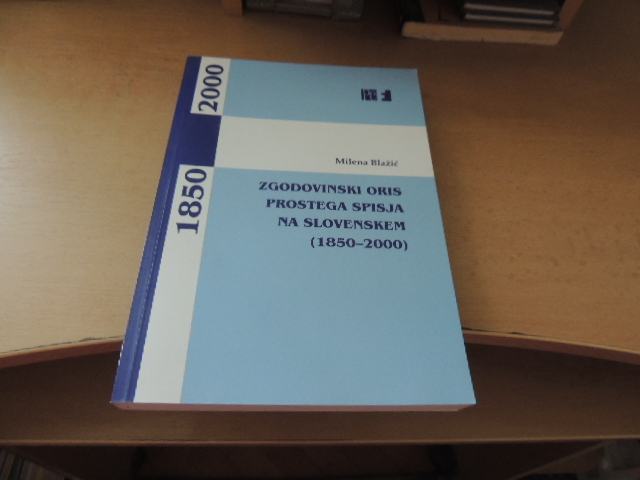 2000
1850
Milena Blažić
ZGODOVINSKI ORIS
PROSTEGA SPISJA
NA SLOVENSKEM
(1850–2000)